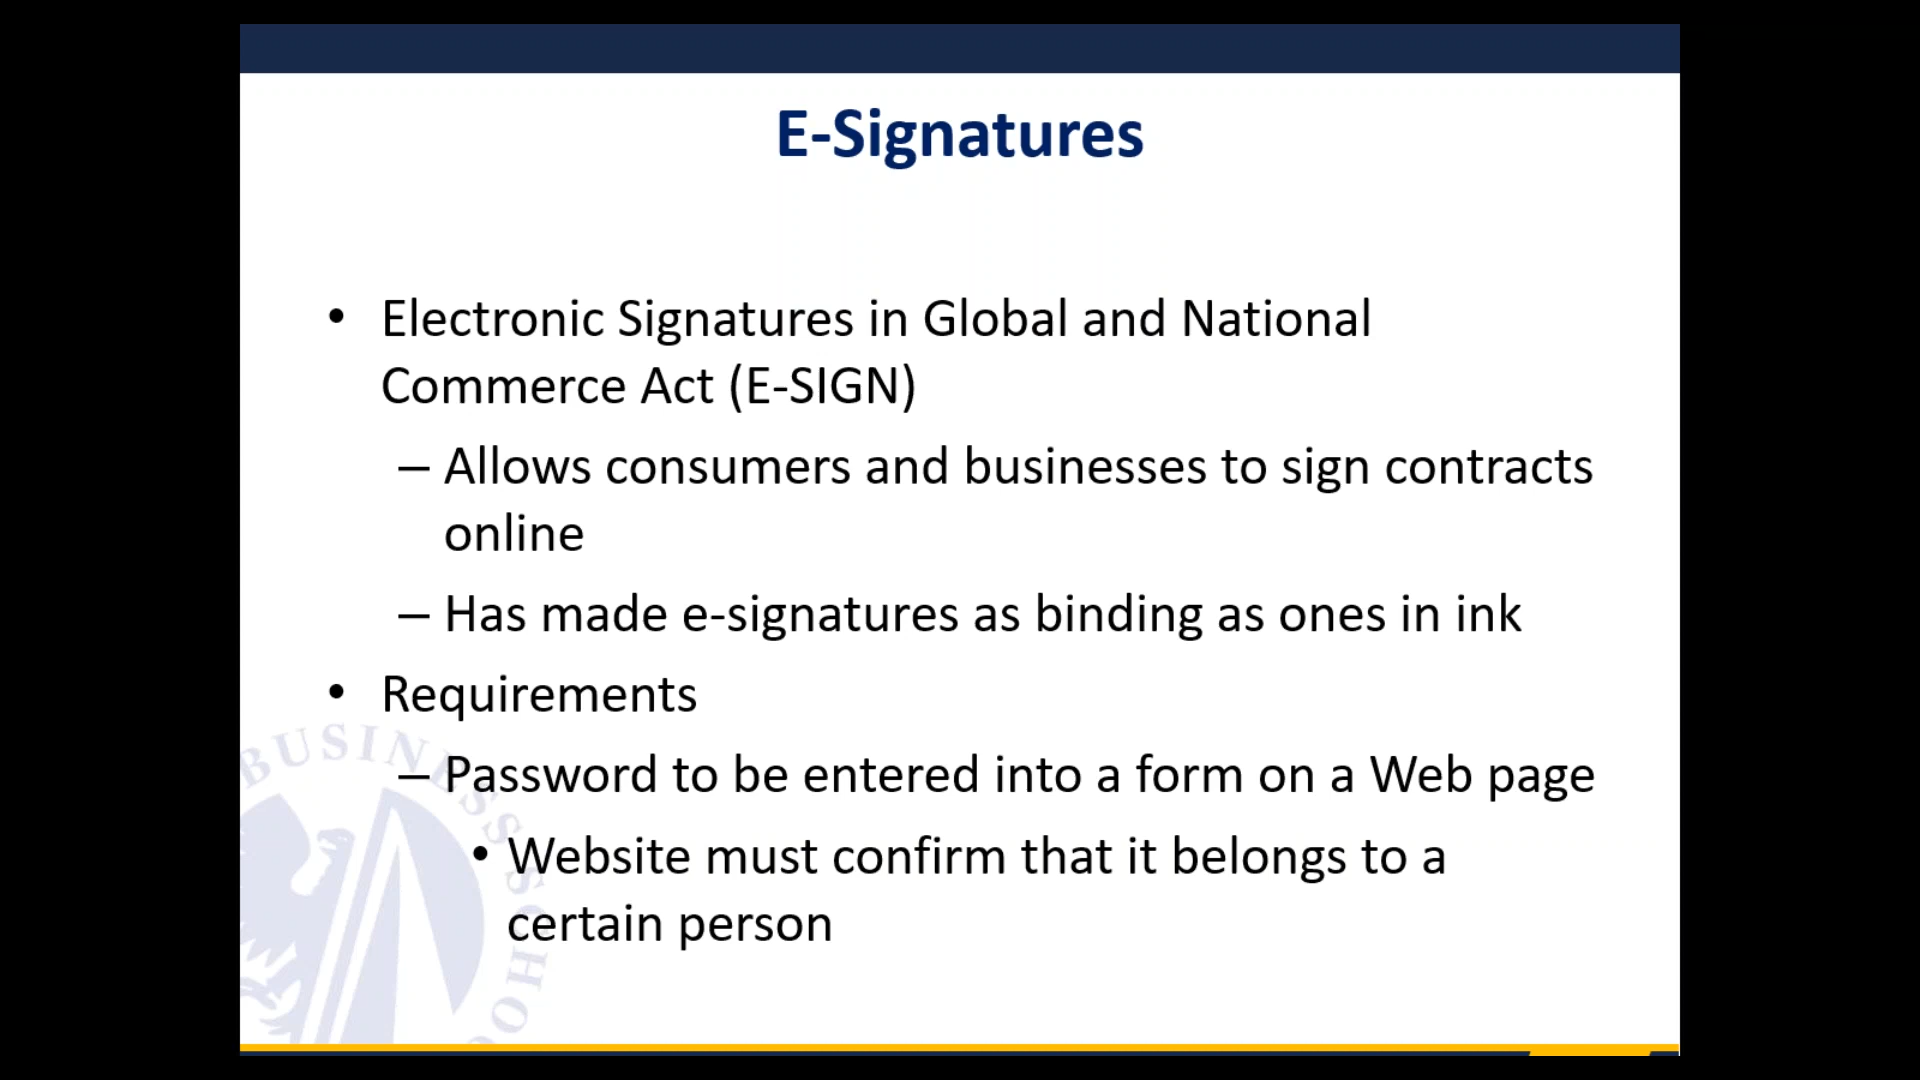 E-Signatures
• Electronic Signatures in Global and National
Commerce Act (E-SIGN)
– Allows consumers and businesses to sign contracts
online
– Has made e-signatures as binding as ones in ink
• Requirements
– Password to be entered into a form on a Web page
• Website must confirm that it belongs to a
certain person
BUSINESS SCHOO